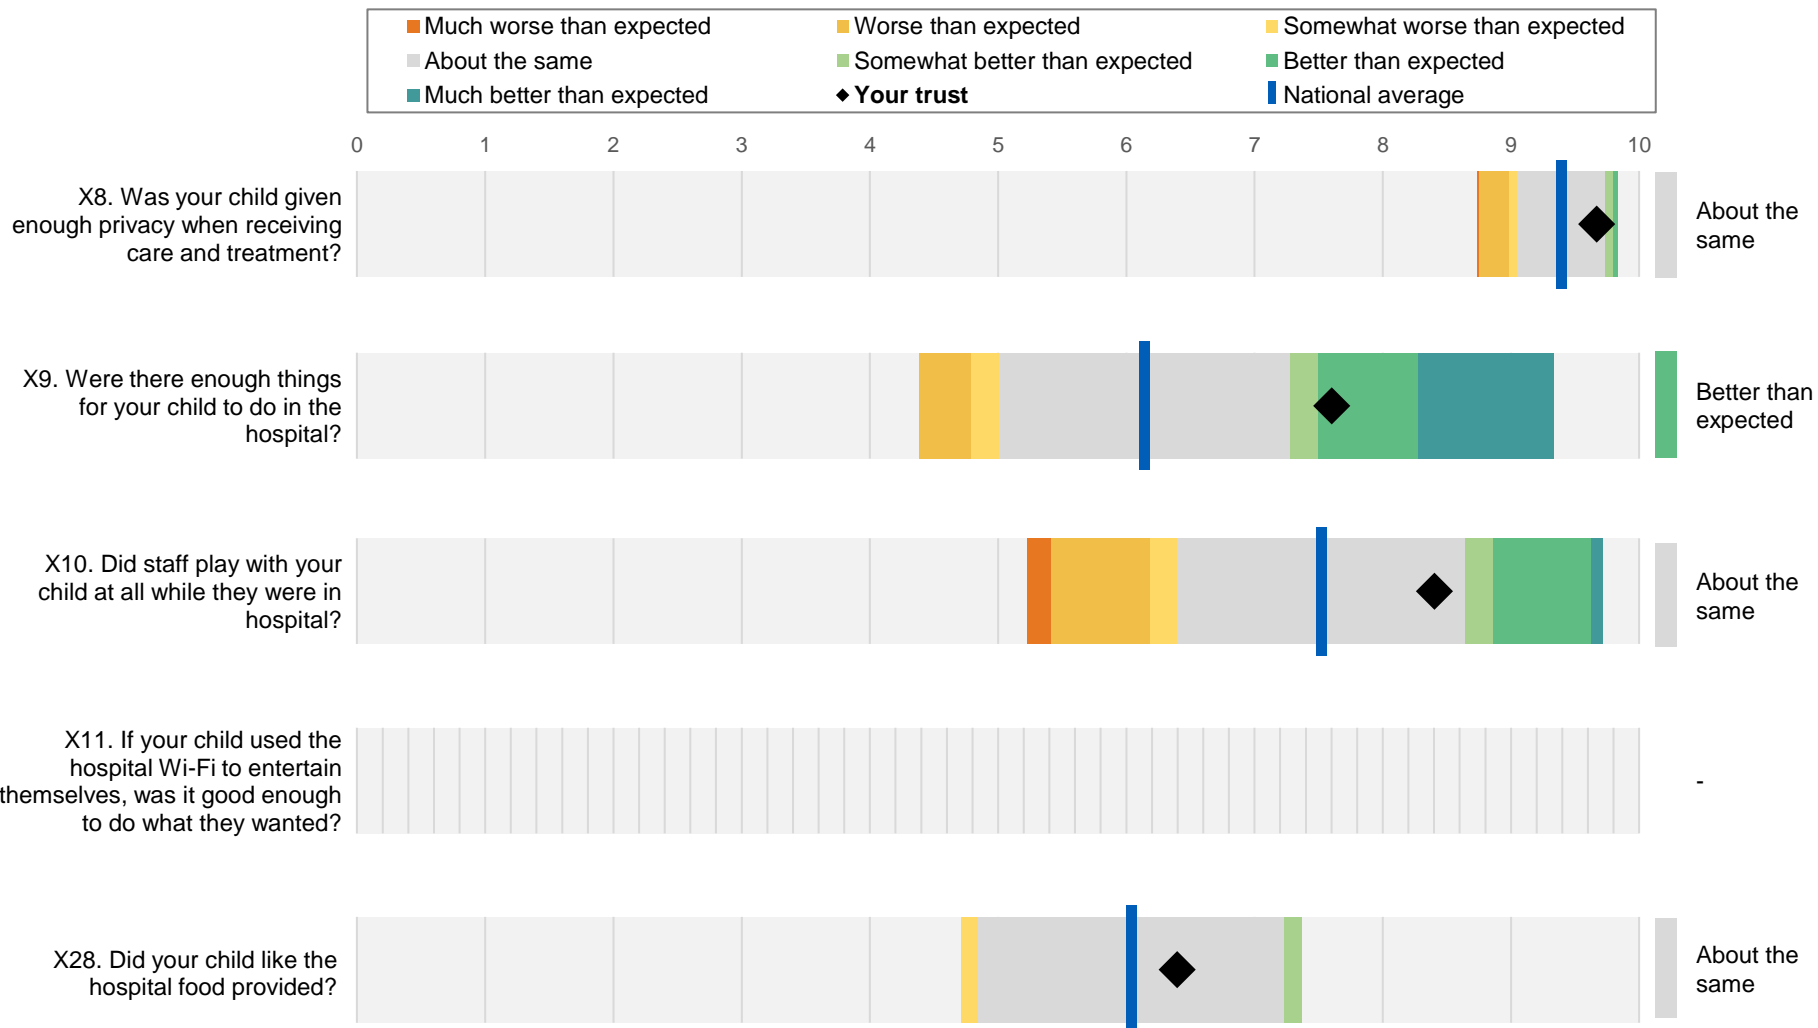 Much worse than expected
Worse than expected
Somewhat worse than expected
About the same
Somewhat better than expected
Better than expected
Much better than expected
Your trust
National average
0 1 2 3 4 5 6 7 8 9 10
X8. Was your child given
enough privacy when receiving
care and treatment?
About the
same
X9. Were there enough things
for your child to do in the
hospital?
Better than
expected
X10. Did staff play with your
child at all while they were in
hospital?
About the
same
X11. If your child used the
hospital Wi-Fi to entertain
themselves, was it good enough
to do what they wanted?
-
X28. Did your child like the
hospital food provided?
About the
same